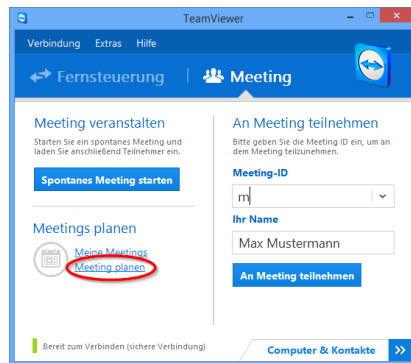 TeamViewer
Verbindung Extras Hilfe
Fernsteuerung
Meeting
Meeting veranstalten
Starten Sie ein spontanes Meeting und
laden Sie anschließend Teilnehmer ein.
Spontanes Meeting starten
Meetings planen
Meine Meetings
Meeting planen
An Meeting teilnehmen
Bitte geben Sie die Meeting ID ein, um an
dem Meeting teilzunehmen.
Meeting-ID
m
Ihr Name
Max Mustermann
An Meeting teilnehmen
Bereit zum Verbinden (sichere Verbindung)
Computer & Kontakte